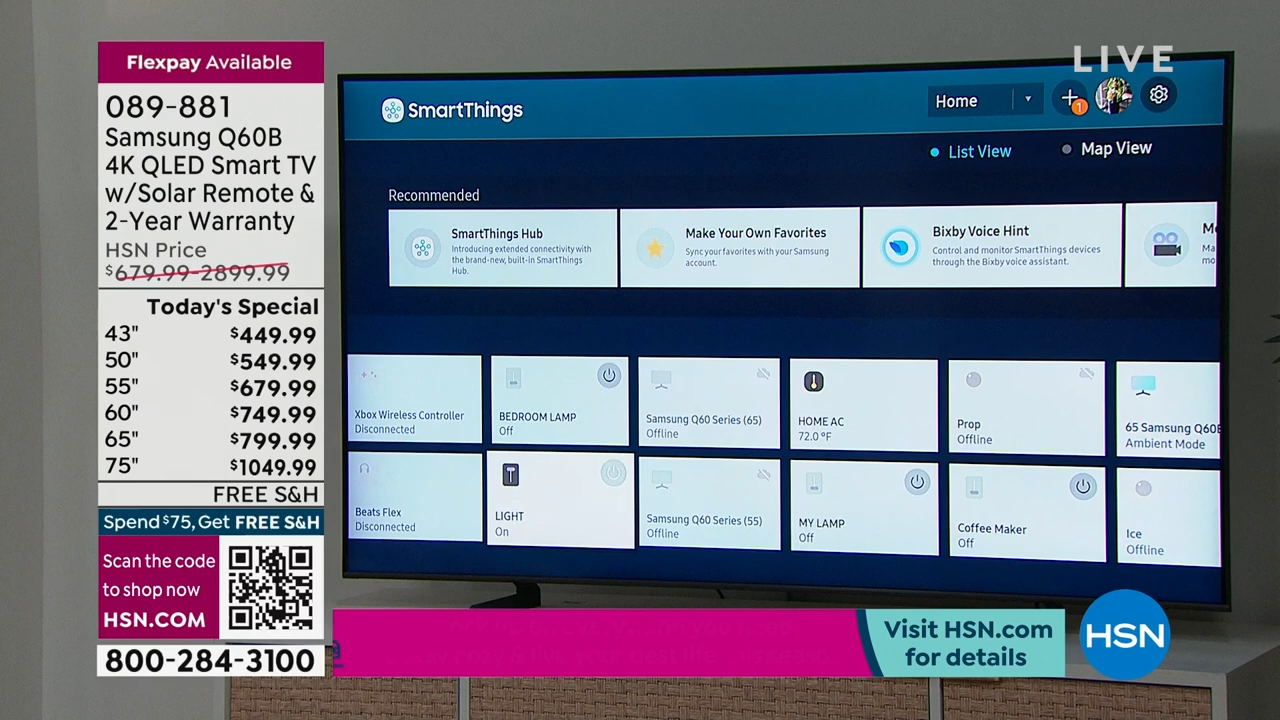 Flexpay Available
089-881
Samsung Q60B
4K QLED Smart TV
w/Solar Remote &
2-Year Warranty
HSN Price
$679.99-2899.99
Today's Special
43" $449.99
50" $549.99
55" $679.99
60" $749.99
65" $799.99
75" $1049.99
FREE S&H
Spend $75, Get FREE S&H
Scan the code
to shop now
HSN.COM
800-284-3100
LIVE
SmartThings
Home
1
List View
Map View
Recommended
SmartThings Hub
Introducing extended connectivity with
the brand-new, built-in SmartThings
Hub.
Make Your Own Favorites
Sync your favorites with your Samsung
account.
Bixby Voice Hint
Control and monitor SmartThings devices
through the Bixby voice assistant.
Xbox Wireless Controller
Disconnected
BEDROOM LAMP
Off
Samsung Q60 Series (65)
Offline
HOME AC
72.0 °F
Prop
Offline
65 Samsung Q60B
Ambient Mode
Beats Flex
Disconnected
LIGHT
On
Samsung Q60 Series (55)
Offline
MY LAMP
Off
Coffee Maker
Off
Ice
Offline
Visit HSN.com
for details
HSN